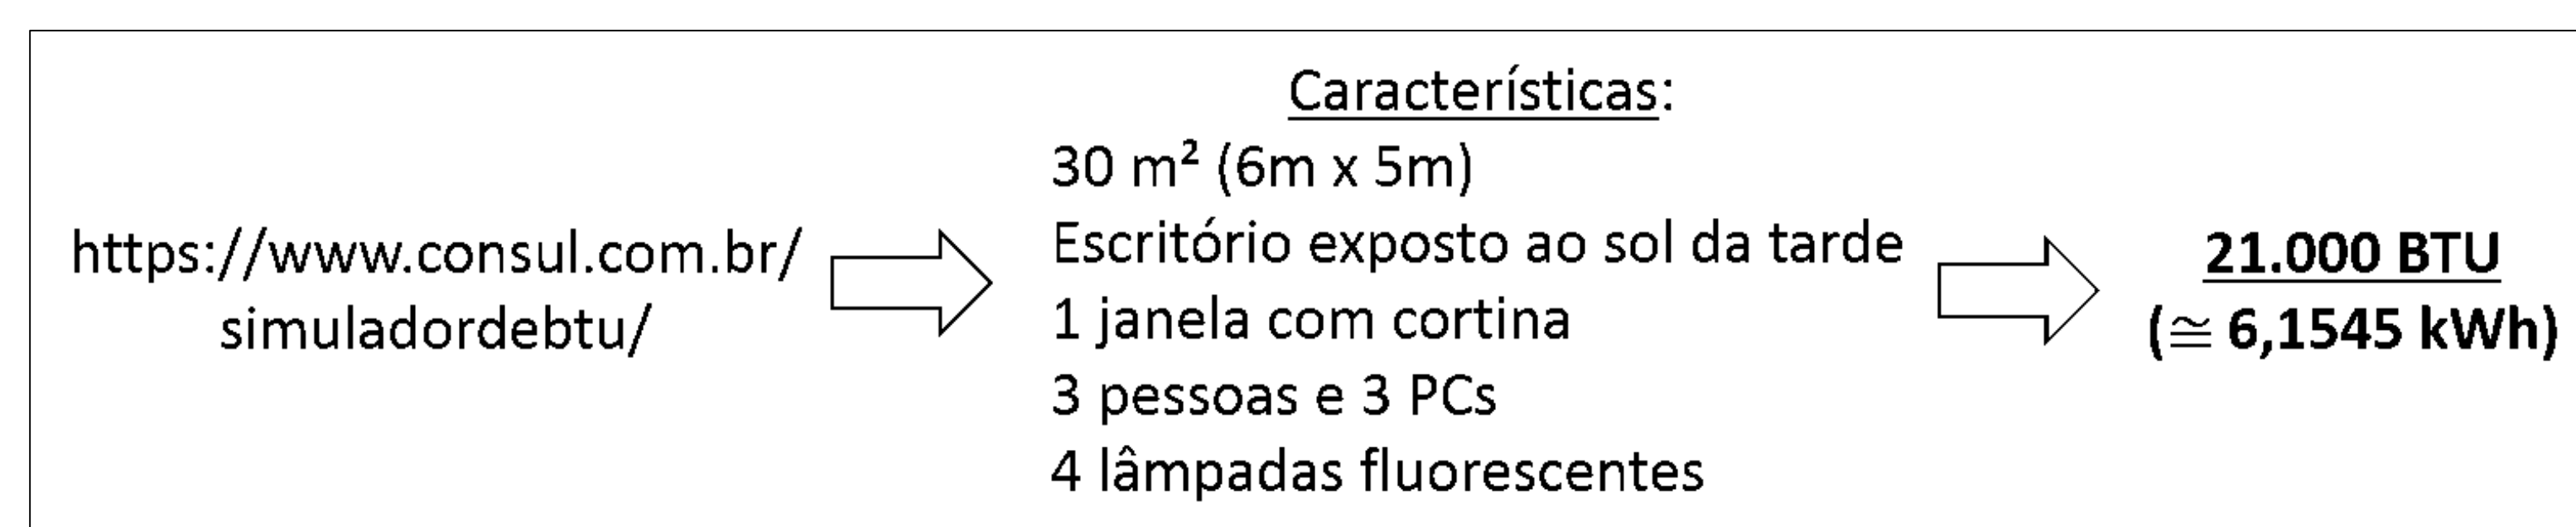 https://www.consul.com.br/
simuladordebtu/
Características:
30 m² (6m x 5m)
Escritório exposto ao sol da tarde
1 janela com cortina
3 pessoas e 3 PCs
4 lâmpadas fluorescentes
21.000 BTU
(≅ 6,1545 kWh)